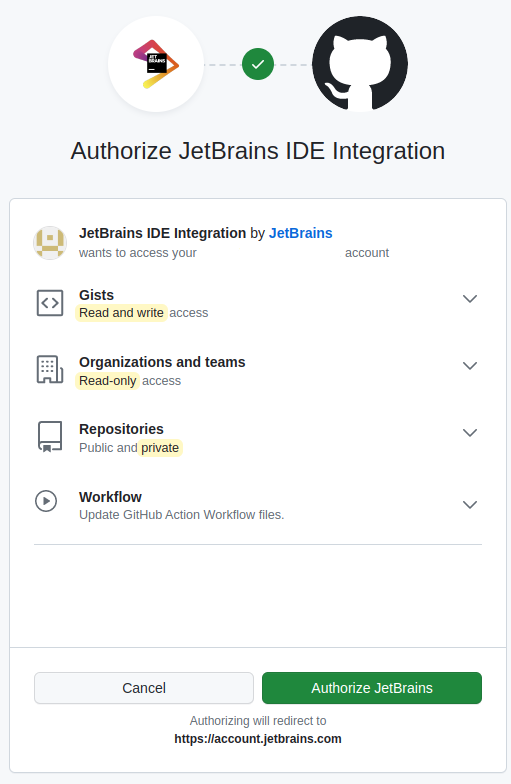 JET
BRAINS
Authorize JetBrains IDE Integration
JetBrains IDE Integration by JetBrains
wants to access your account
Gists
Read and write access
Organizations and teams
Read-only access
Repositories
Public and private
Workflow
Update GitHub Action Workflow files.
Cancel Authorize JetBrains
Authorizing will redirect to
https://account.jetbrains.com